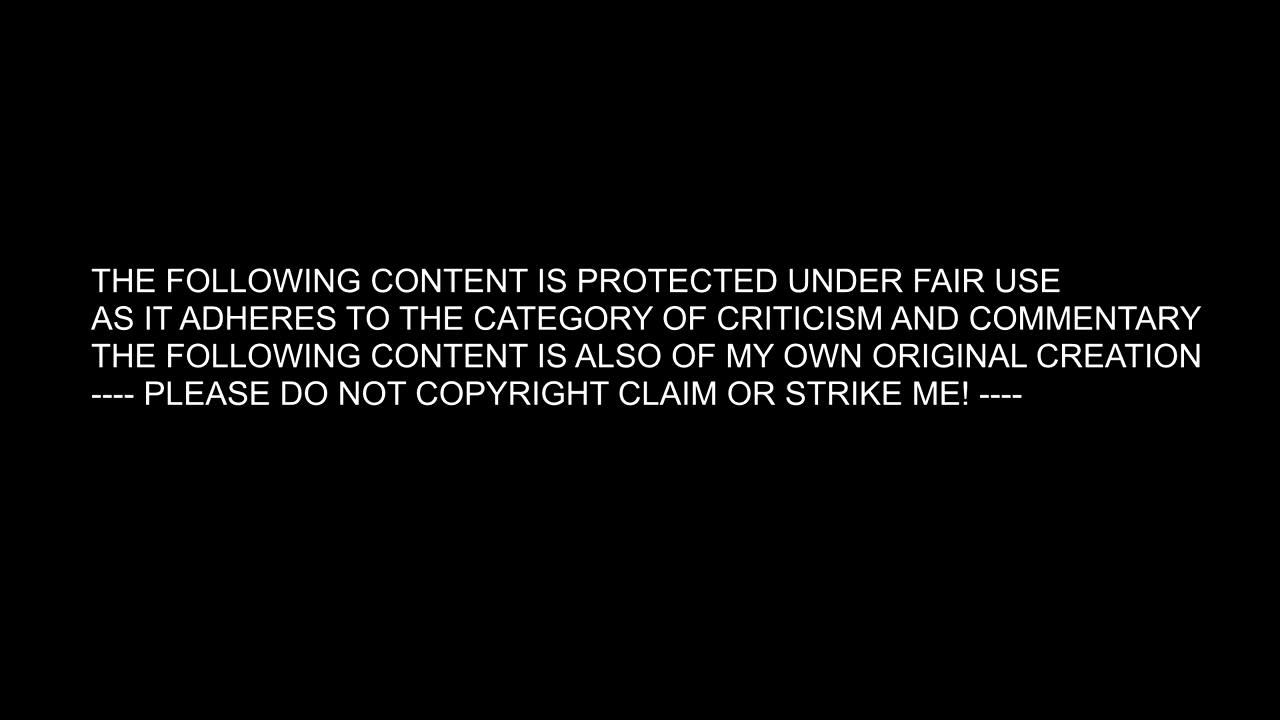 THE FOLLOWING CONTENT IS PROTECTED UNDER FAIR USE
AS IT ADHERES TO THE CATEGORY OF CRITICISM AND COMMENTARY
THE FOLLOWING CONTENT IS ALSO OF MY OWN ORIGINAL CREATION
---- PLEASE DO NOT COPYRIGHT CLAIM OR STRIKE ME! ----